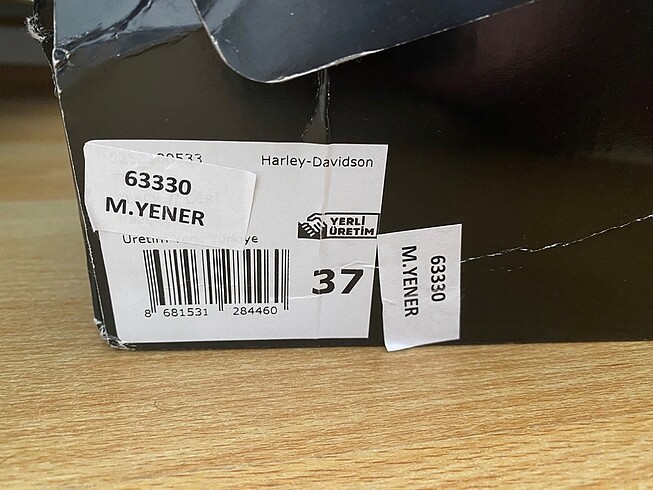 Harley-Davidson
63330
M.YENER
YERLİ
ÜRETİM
37
8 681531 284460
63330
M.YENER